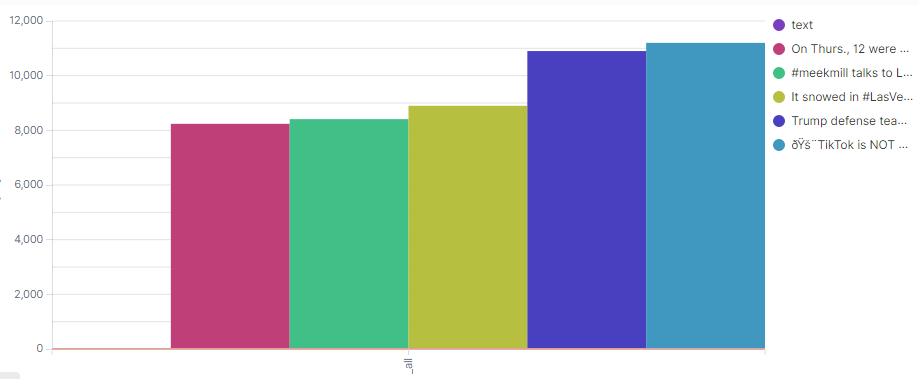 12,000
10,000
8,000
6,000
4,000
2,000
0
_all
text
On Thurs., 12 were ...
#meekmill talks to L...
It snowed in #LasVe...
Trump defense tea...
ðŸš¨TikTok is NOT ...